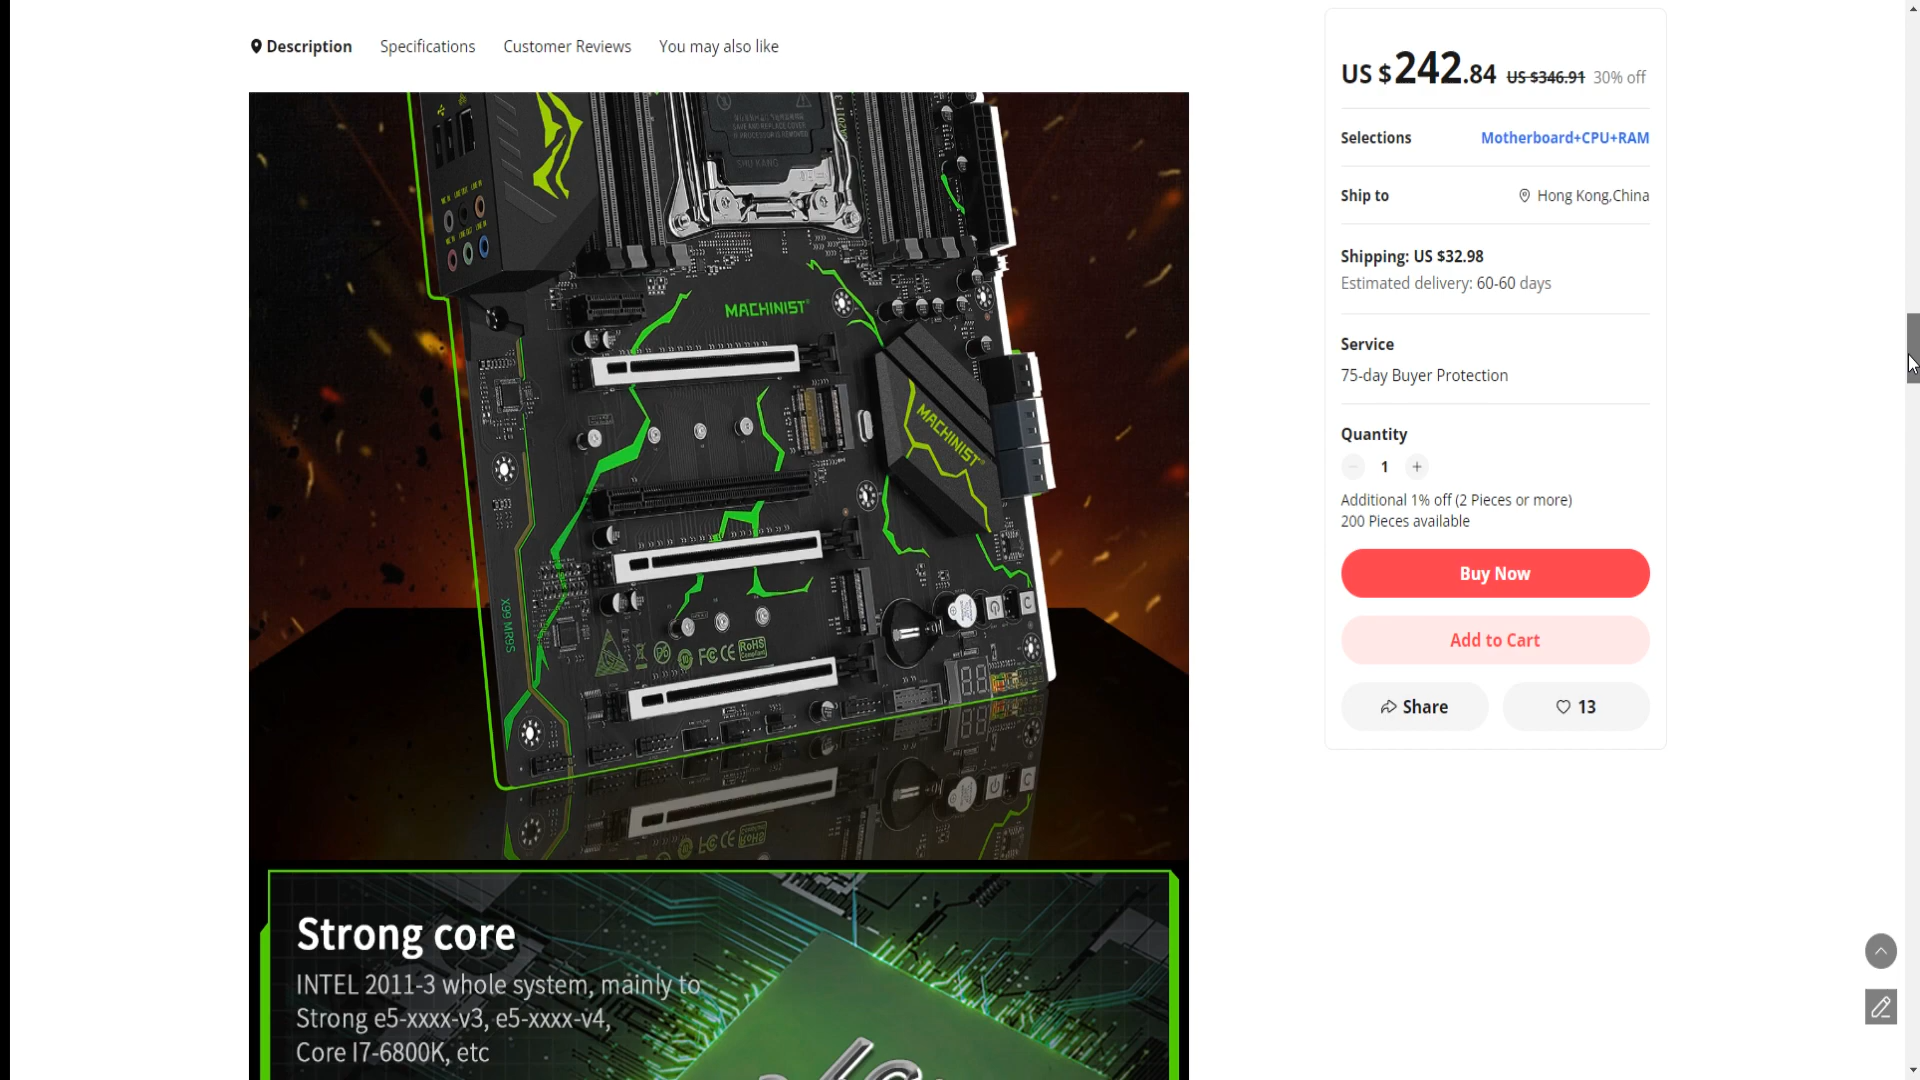 Description Specifications Customer Reviews You may also like
US $242.84 US $346.91 30% off
Selections Motherboard+CPU+RAM
Ship to Hong Kong,China
Shipping: US $32.98
Estimated delivery: 60-60 days
Service
75-day Buyer Protection
Quantity
1
Additional 1% off (2 Pieces or more)
200 Pieces available
Buy Now
Add to Cart
Share 13
MACHINIST
MACHINIST
X99 MR9S
FC CE RoHS
Strong core
INTEL 2011-3 whole system, mainly to
Strong e5-xxxx-v3, e5-xxxx-v4,
Core I7-6800K, etc